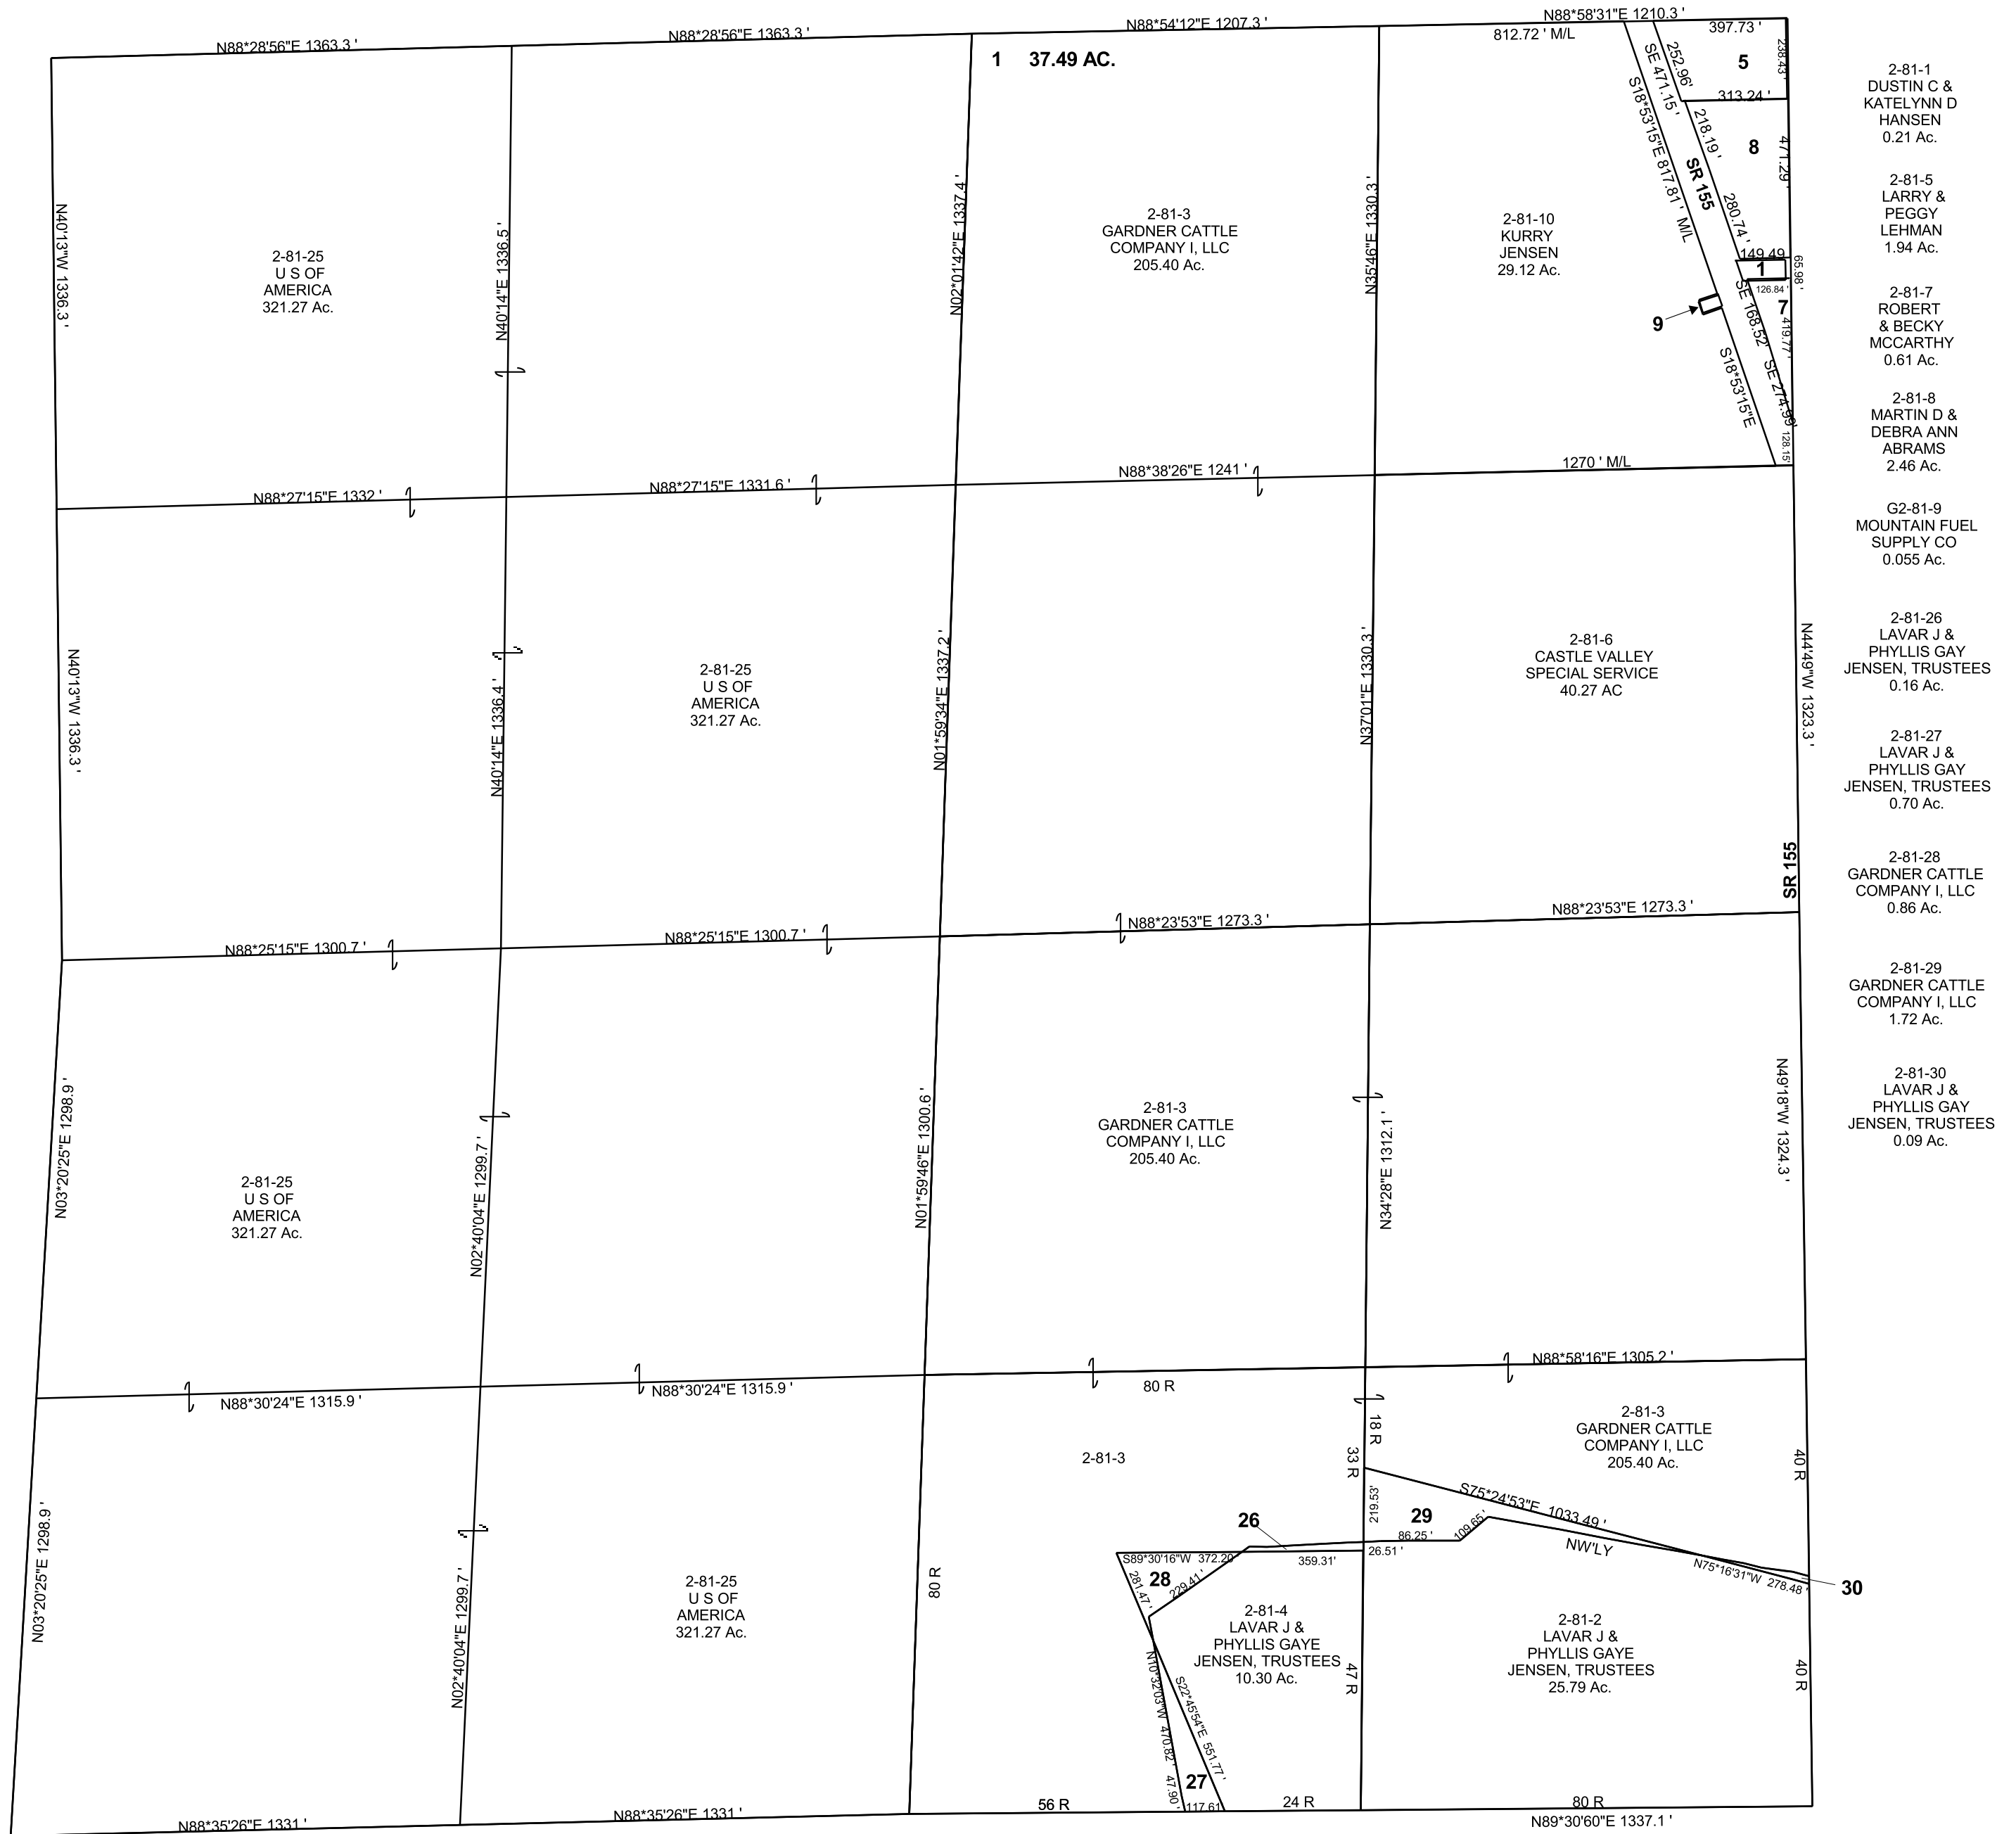 N88*28'56"E 1363.3 '
N88*28'56"E 1363.3 '
N88*54'12"E 1207.3 '
N88*58'31"E 1210.3 '
1 37.49 AC.
812.72 ' M/L
397.73 '
238.43'
5
252.96'
SE 471.15 '
313.24 '
S18*53'15"E 817.81 ' M/L
218.19 '
8
471.29'
SR 155
280.74 '
149.49
65.98 '
1
126.84 '
7
419.77'
9
SE 168.52'
SE 274.99'
S18*53'15"E
128.15'
N40'13"W 1336.3 '
2-81-25
U S OF
AMERICA
321.27 Ac.
N40'14"E 1336.5 '
N02*01'42"E 1337.4 '
2-81-3
GARDNER CATTLE
COMPANY I, LLC
205.40 Ac.
N35'46"E 1330.3 '
2-81-10
KURRY
JENSEN
29.12 Ac.
N88*27'15"E 1332 '
N88*27'15"E 1331.6 '
N88*38'26"E 1241 '
1270 ' M/L
N40'13"W 1336.3 '
N40'14"E 1336.4 '
2-81-25
U S OF
AMERICA
321.27 Ac.
N01*59'34"E 1337.2 '
N37'01"E 1330.3 '
2-81-6
CASTLE VALLEY
SPECIAL SERVICE
40.27 AC
N44'49"W 1323.3 '
SR 155
N88*25'15"E 1300.7 '
N88*25'15"E 1300.7 '
N88*23'53"E 1273.3 '
N88*23'53"E 1273.3 '
N03*20'25"E 1298.9 '
2-81-25
U S OF
AMERICA
321.27 Ac.
N02*40'04"E 1299.7 '
N01*59'46"E 1300.6 '
2-81-3
GARDNER CATTLE
COMPANY I, LLC
205.40 Ac.
N34'28"E 1312.1 '
N49'18"W 1324.3 '
N88*30'24"E 1315.9 '
N88*30'24"E 1315.9 '
80 R
N88*58'16"E 1305.2 '
N03*20'25"E 1298.9 '
N02*40'04"E 1299.7 '
2-81-25
U S OF
AMERICA
321.27 Ac.
80 R
2-81-3
18 R
33 R
2-81-3
GARDNER CATTLE
COMPANY I, LLC
205.40 Ac.
40 R
S75*24'53"E 1033.49 '
219.53'
29
86.25 '
109.65'
NW'LY
N75*16'31"W 278.48 '
30
26
26.51 '
S89*30'16"W 372.20
359.31'
28
281.47 '
229.41 '
2-81-4
LAVAR J &
PHYLLIS GAYE
JENSEN, TRUSTEES
10.30 Ac.
47 R
2-81-2
LAVAR J &
PHYLLIS GAYE
JENSEN, TRUSTEES
25.79 Ac.
40 R
N10*32'03"W 470.82'
S22*45'54"E 551.77 '
47.90 '
27
117.61
56 R
24 R
80 R
N88*35'26"E 1331 '
N88*35'26"E 1331 '
N89*30'60"E 1337.1 '
2-81-1
DUSTIN C &
KATELYNN D
HANSEN
0.21 Ac.
2-81-5
LARRY &
PEGGY
LEHMAN
1.94 Ac.
2-81-7
ROBERT
& BECKY
MCCARTHY
0.61 Ac.
2-81-8
MARTIN D &
DEBRA ANN
ABRAMS
2.46 Ac.
G2-81-9
MOUNTAIN FUEL
SUPPLY CO
0.055 Ac.
2-81-26
LAVAR J &
PHYLLIS GAY
JENSEN, TRUSTEES
0.16 Ac.
2-81-27
LAVAR J &
PHYLLIS GAY
JENSEN, TRUSTEES
0.70 Ac.
2-81-28
GARDNER CATTLE
COMPANY I, LLC
0.86 Ac.
2-81-29
GARDNER CATTLE
COMPANY I, LLC
1.72 Ac.
2-81-30
LAVAR J &
PHYLLIS GAY
JENSEN, TRUSTEES
0.09 Ac.